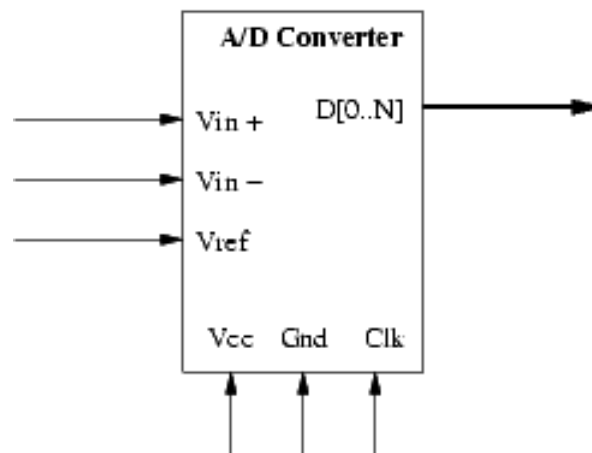 A/D Converter
Vin +
D[0..N]
Vin −
Vref
Vcc Gnd Clk